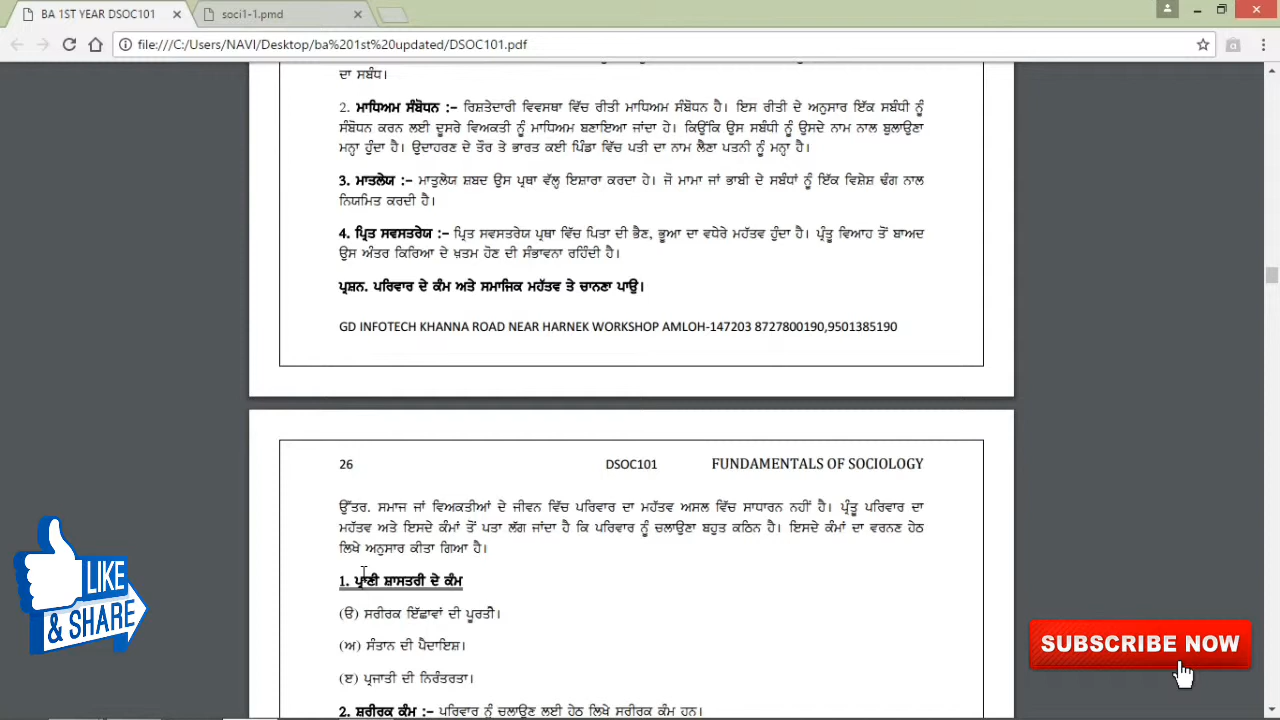 BA 1ST YEAR DSOC101
soci1-1.pmd
file:///C:/Users/NAVI/Desktop/ba%201st%20updated/DSOC101.pdf
ਦਾ ਸਬੰਧ।
2. ਮਾਧਿਅਮ ਸੰਬੋਧਨ :– ਰਿਸ਼ਤੇਦਾਰੀ ਵਿਵਸਥਾ ਵਿੱਚ ਰੀਤੀ ਮਾਧਿਅਮ ਸੰਬੋਧਨ ਹੈ। ਇਸ ਰੀਤੀ ਦੇ ਅਨੁਸਾਰ ਇੱਕ ਸਬੰਧੀ ਨੂੰ
ਸੰਬੋਧਨ ਕਰਨ ਲਈ ਦੂਸਰੇ ਵਿਅਕਤੀ ਨੂੰ ਮਾਧਿਅਮ ਬਣਾਇਆ ਜਾਂਦਾ ਹੇ। ਕਿਉਂਕਿ ਉਸ ਸਬੰਧੀ ਨੂੰ ਉਸਦੇ ਨਾਮ ਨਾਲ ਬੁਲਾਉਣਾ
ਮਨ੍ਹਾ ਹੁੰਦਾ ਹੈ। ਉਦਾਹਰਣ ਦੇ ਤੌਰ ਤੇ ਭਾਰਤ ਕਈ ਪਿੰਡਾ ਵਿੱਚ ਪਤੀ ਦਾ ਨਾਮ ਲੈਣਾ ਪਤਨੀ ਨੂੰ ਮਨ੍ਹਾ ਹੈ।
3. ਮਾਤਲੇਯ :– ਮਾਤੁਲੇਯ ਸ਼ਬਦ ਉਸ ਪ੍ਰਥਾ ਵੱਲ੍ਹ ਇਸ਼ਾਰਾ ਕਰਦਾ ਹੇ। ਜੋ ਮਾਮਾ ਜਾਂ ਭਾਬੀ ਦੇ ਸਬੰਧਾਂ ਨੂੰ ਇੱਕ ਵਿਸ਼ੇਸ਼ ਢੰਗ ਨਾਲ
ਨਿਯਮਿਤ ਕਰਦੀ ਹੈ।
4. ਪ੍ਰਿਤ ਸਵਸਤਰੇਯ :– ਪ੍ਰਿਤ ਸਵਸਤਰੇਯ ਪ੍ਰਥਾ ਵਿੱਚ ਪਿਤਾ ਦੀ ਭੈਣ, ਭੂਆ ਦਾ ਵਧੇਰੇ ਮਹੱਤਵ ਹੁੰਦਾ ਹੈ। ਪ੍ਰੰਤੂ ਵਿਆਹ ਤੋਂ ਬਾਅਦ
ਉਸ ਅੰਤਰ ਕਿਰਿਆ ਦੇ ਖ਼ਤਮ ਹੋਣ ਦੀ ਸੰਭਾਵਨਾ ਰਹਿੰਦੀ ਹੈ।
ਪ੍ਰਸ਼ਨ. ਪਰਿਵਾਰ ਦੇ ਕੰਮ ਅਤੇ ਸਮਾਜਿਕ ਮਹੱਤਵ ਤੇ ਚਾਨਣਾ ਪਾਉ।
GD INFOTECH KHANNA ROAD NEAR HARNEK WORKSHOP AMLOH-147203 8727800190,9501385190
26 DSOC101 FUNDAMENTALS OF SOCIOLOGY
ਉੱਤਰ. ਸਮਾਜ ਜਾਂ ਵਿਅਕਤੀਆਂ ਦੇ ਜੀਵਨ ਵਿੱਚ ਪਰਿਵਾਰ ਦਾ ਮਹੱਤਵ ਅਸਲ ਵਿੱਚ ਸਾਧਾਰਨ ਨਹੀਂ ਹੈ। ਪ੍ਰੰਤੂ ਪਰਿਵਾਰ ਦਾ
ਮਹੱਤਵ ਅਤੇ ਇਸਦੇ ਕੰਮਾਂ ਤੋਂ ਪਤਾ ਲੱਗ ਜਾਂਦਾ ਹੈ ਕਿ ਪਰਿਵਾਰ ਨੂੰ ਚਲਾਉਣਾ ਬਹੁਤ ਕਠਿਨ ਹੈ। ਇਸਦੇ ਕੰਮਾਂ ਦਾ ਵਰਨਣ ਹੇਠ
ਲਿਖੇ ਅਨੁਸਾਰ ਕੀਤਾ ਗਿਆ ਹੈ।
1. ਪ੍ਰਾਣੀ ਸ਼ਾਸਤਰੀ ਦੇ ਕੰਮ
(ੳ) ਸਰੀਰਕ ਇੱਛਾਵਾਂ ਦੀ ਪੂਰਤੀ।
(ਅ) ਸੰਤਾਨ ਦੀ ਪੈਦਾਇਸ਼।
(ੲ) ਪ੍ਰਜਾਤੀ ਦੀ ਨਿਰੰਤਰਤਾ।
2. ਸ਼ਰੀਰਕ ਕੰਮ :– ਪਰਿਵਾਰ ਨੂੰ ਚਲਾਉਣ ਲਈ ਹੇਠ ਲਿਖੇ ਸਰੀਰਕ ਕੰਮ ਹਨ।
LIKE
& SHARE
SUBSCRIBE NOW